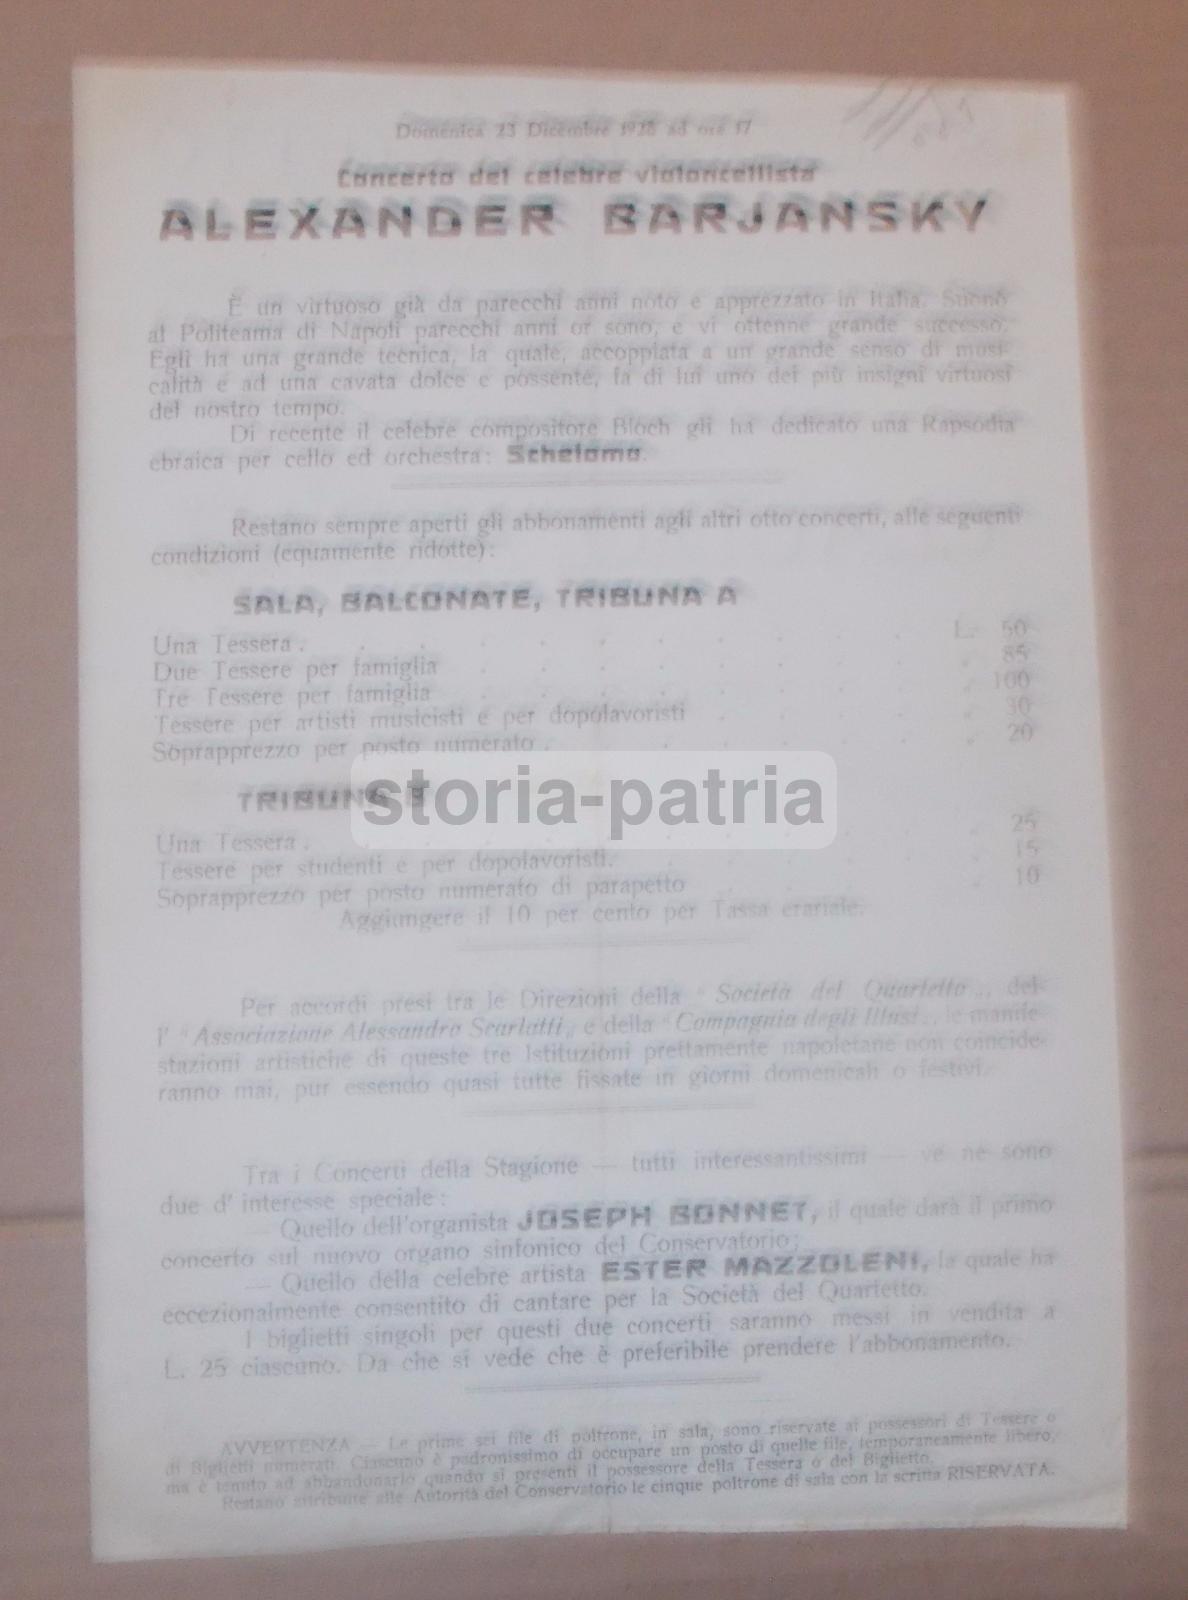 Domenica 23 Dicembre 1928 ad ore 17
Concerto del celebre violoncellista
ALEXANDER BARJANSKY
È un virtuoso già da parecchi anni noto e apprezzato in Italia. Suonò
al Politeama di Napoli parecchi anni or sono, e vi ottenne grande successo.
Egli ha una grande tecnica, la quale, accoppiata a un grande senso di musi-
calità e ad una cavata dolce e possente, fa di lui uno dei più insigni virtuosi
del nostro tempo.
Di recente il celebre compositore Bloch gli ha dedicato una Rapsodia
ebraica per cello ed orchestra: Schelomo.
Restano sempre aperti gli abbonamenti agli altri otto concerti, alle seguenti
condizioni (equamente ridotte):
SALA, BALCONATE, TRIBUNA A
Una Tessera . . . . . . . . . . . . L. 50
Due Tessere per famiglia . . . . . . . . „ 85
Tre Tessere per famiglia . . . . . . . . „ 100
Tessere per artisti musicisti e per dopolavoristi . . . . „ 30
Soprapprezzo per posto numerato . . . . . . „ 20
TRIBUNA B
storia-patria
Una Tessera . . . . . . . . . . . . „ 25
Tessere per studenti e per dopolavoristi. . . . . . „ 15
Soprapprezzo per posto numerato di parapetto . . . . „ 10
Aggiungere il 10 per cento per Tassa erariale.
Per accordi presi tra le Direzioni della " Società del Quartetto „, del-
l' " Associazione Alessandro Scarlatti „ e della " Compagnia degli Illusi „, le manife-
stazioni artistiche di queste tre Istituzioni prettamente napoletane non coincide-
ranno mai, pur essendo quasi tutte fissate in giorni domenicali o festivi.
Tra i Concerti della Stagione — tutti interessantissimi — ve ne sono
due d' interesse speciale:
— Quello dell'organista JOSEPH BONNET, il quale darà il primo
concerto sul nuovo organo sinfonico del Conservatorio;
— Quello della celebre artista ESTER MAZZOLENI, la quale ha
eccezionalmente consentito di cantare per la Società del Quartetto.
I biglietti singoli per questi due concerti saranno messi in vendita a
L. 25 ciascuno. Da che si vede che è preferibile prendere l'abbonamento.
AVVERTENZA — Le prime sei file di poltrone, in sala, sono riservate ai possessori di Tessere o
di Biglietti numerati. Ciascuno è padronissimo di occupare un posto di quelle file, temporaneamente libero,
ma è tenuto ad abbandonarlo quando si presenti il possessore della Tessera o del Biglietto.
Restano attribuite alle Autorità del Conservatorio le cinque poltrone di sala con la scritta RISERVATA.